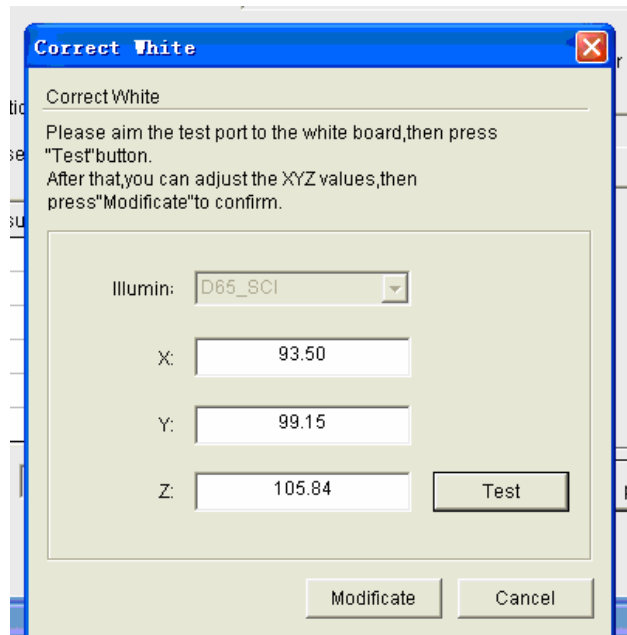 Correct White
Correct White
Please aim the test port to the white board,then press
"Test"button.
After that,you can adjust the XYZ values,then
press"Modificate"to confirm.
Illumin:
D65_SCI
X:
93.50
Y:
99.15
Z:
105.84
Test
Modificate
Cancel